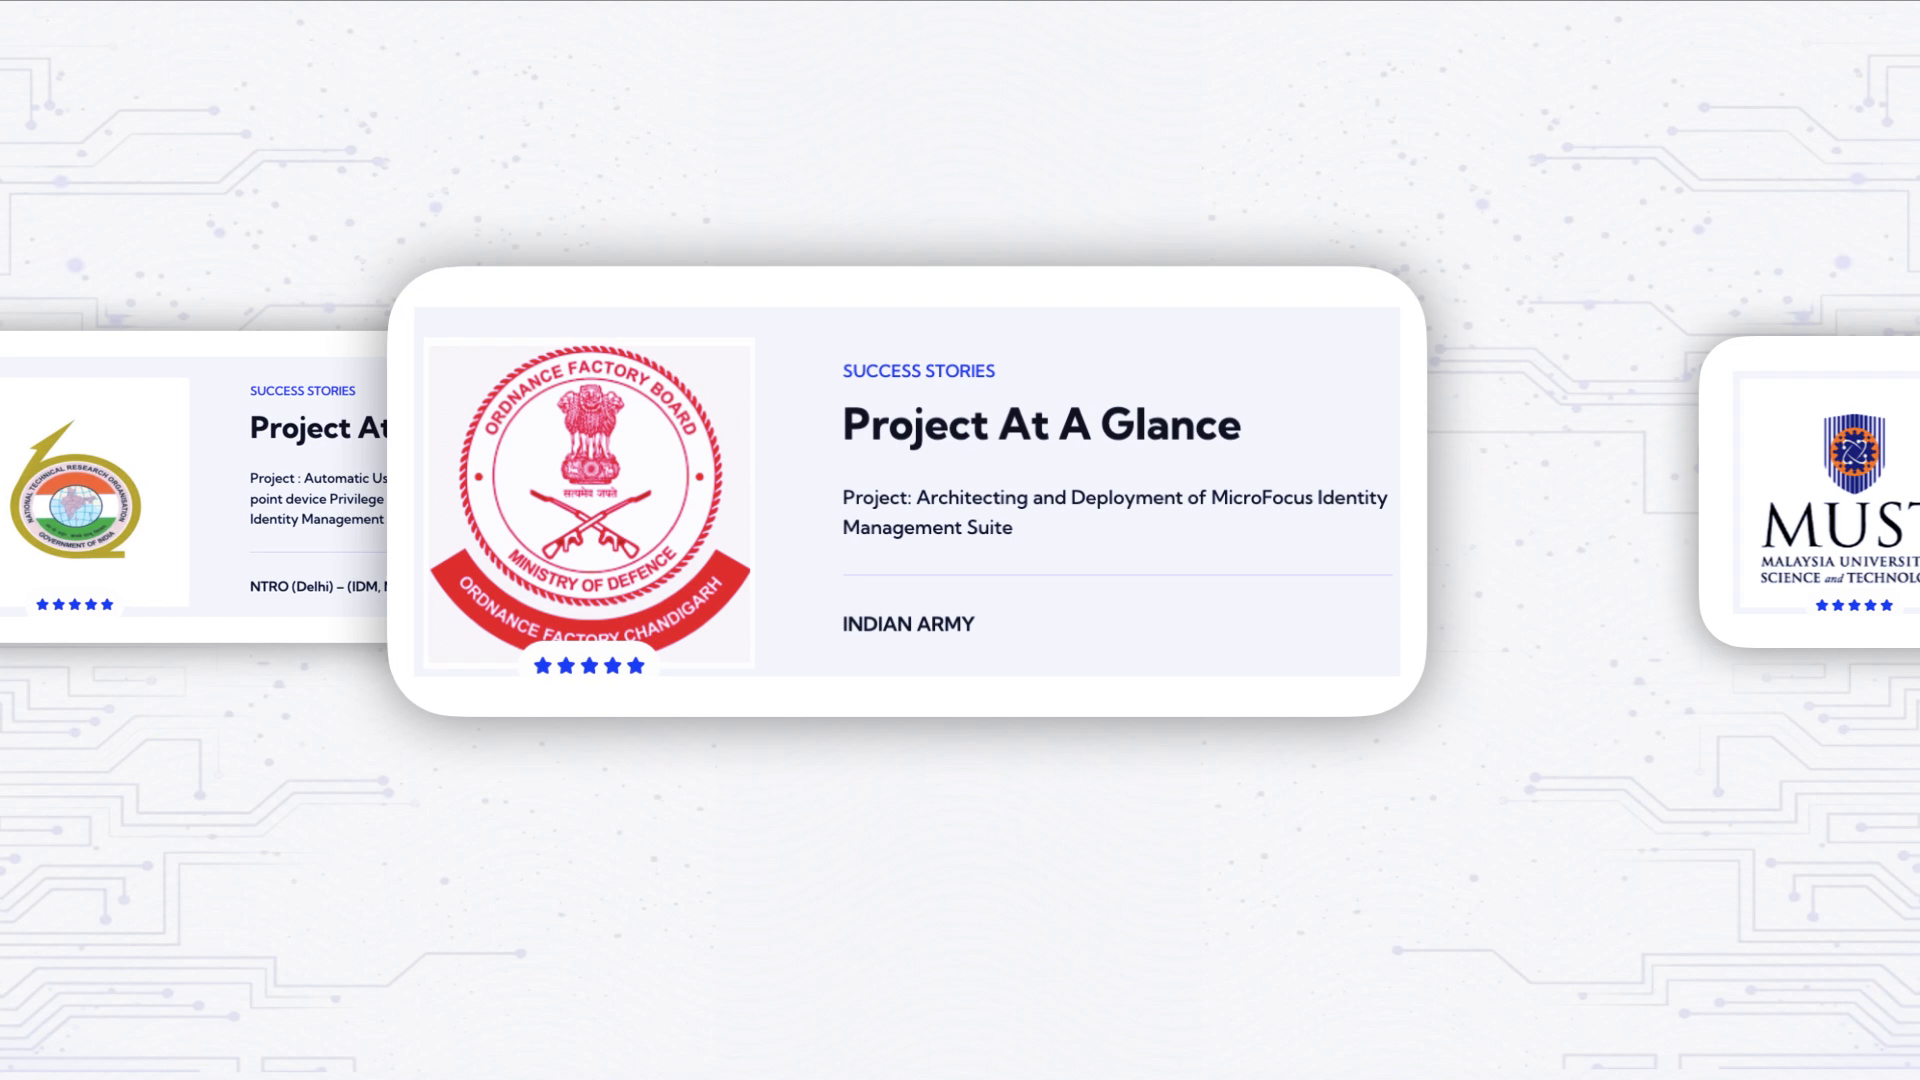 SUCCESS STORIES
Project At
Project : Automatic Us
point device Privilege
Identity Management
NTRO (Delhi) – (IDM,
NATIONAL TECHNICAL RESEARCH ORGANISATION
GOVERNMENT OF INDIA
ORDNANCE FACTORY BOARD
सत्यमेव जयते
MINISTRY OF DEFENCE
ORDNANCE FACTORY CHANDIGARH
SUCCESS STORIES
Project At A Glance
Project: Architecting and Deployment of MicroFocus Identity
Management Suite
INDIAN ARMY
MUST
MALAYSIA UNIVERSIT
SCIENCE and TECHNOLO